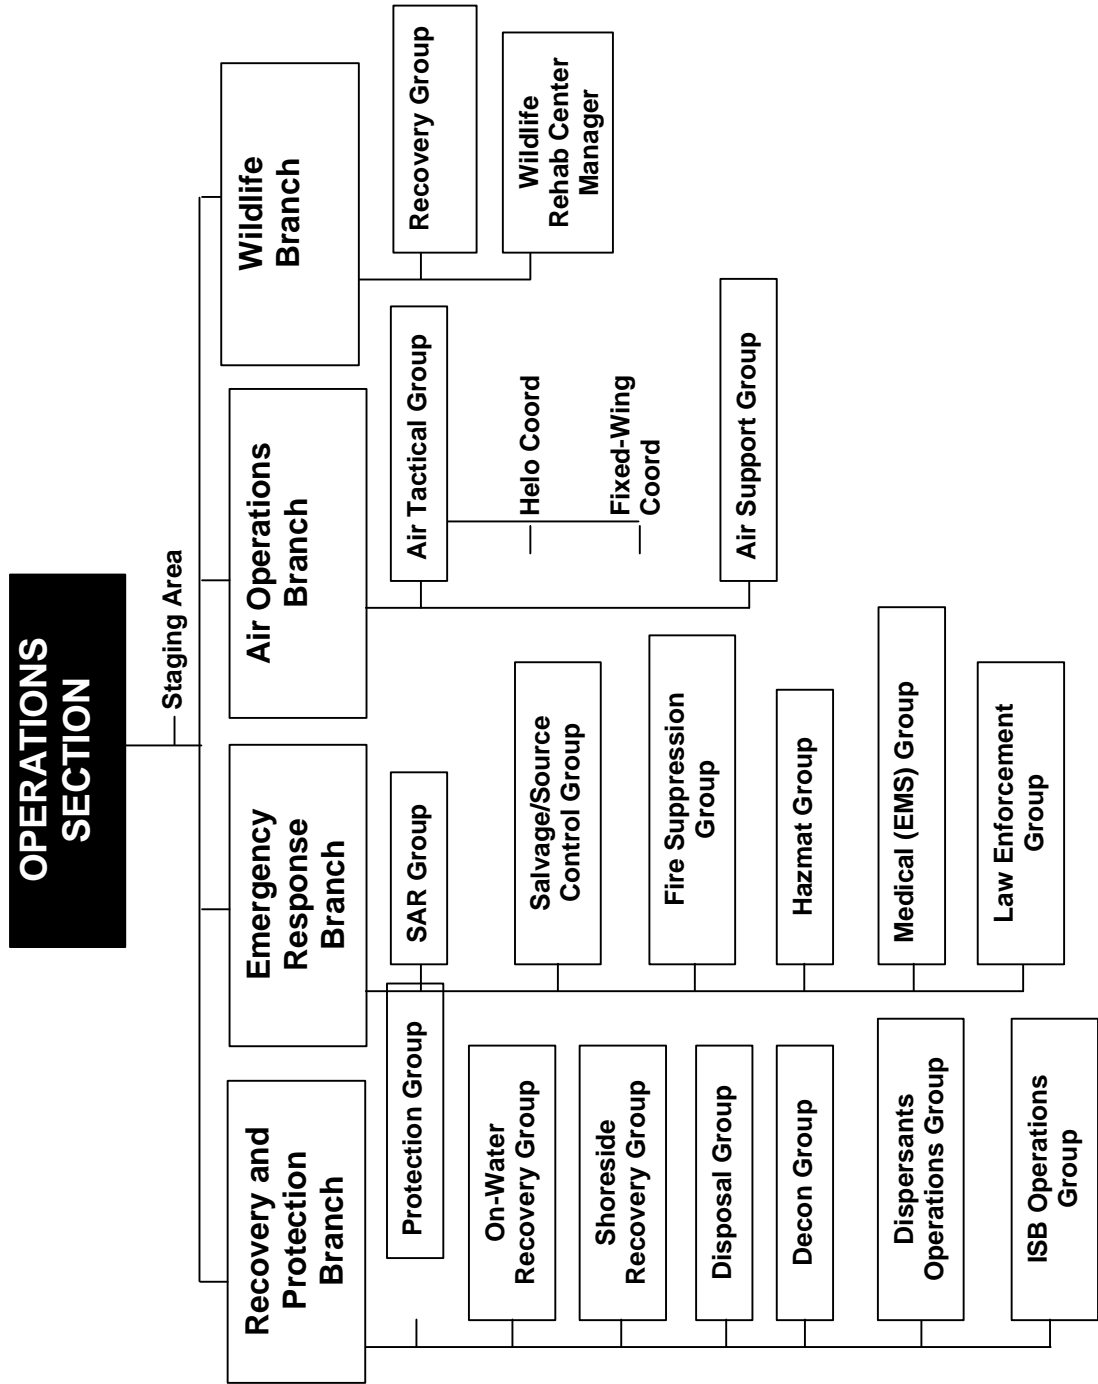 OPERATIONS
SECTION
Staging Area
Recovery and
Protection
Branch
Protection Group
On-Water
Recovery Group
Shoreside
Recovery Group
Disposal Group
Decon Group
Dispersants
Operations Group
ISB Operations
Group
Emergency
Response
Branch
SAR Group
Salvage/Source
Control Group
Fire Suppression
Group
Hazmat Group
Medical (EMS) Group
Law Enforcement
Group
Air Operations
Branch
Air Tactical Group
Helo Coord
Fixed-Wing
Coord
Air Support Group
Wildlife
Branch
Recovery Group
Wildlife
Rehab Center
Manager